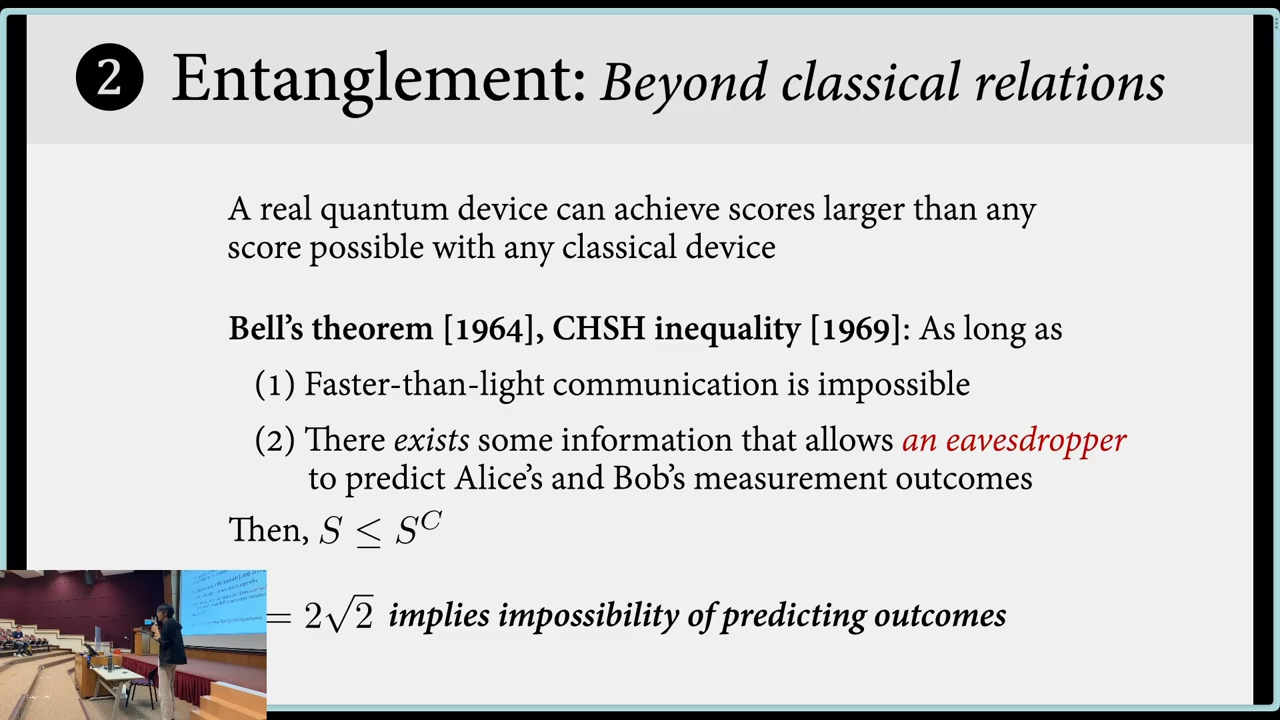 2 Entanglement: Beyond classical relations
A real quantum device can achieve scores larger than any
score possible with any classical device
Bell's theorem [1964], CHSH inequality [1969]: As long as
(1) Faster-than-light communication is impossible
(2) There exists some information that allows an eavesdropper
to predict Alice's and Bob's measurement outcomes
Then, S ≤ S^C
= 2√2 implies impossibility of predicting outcomes